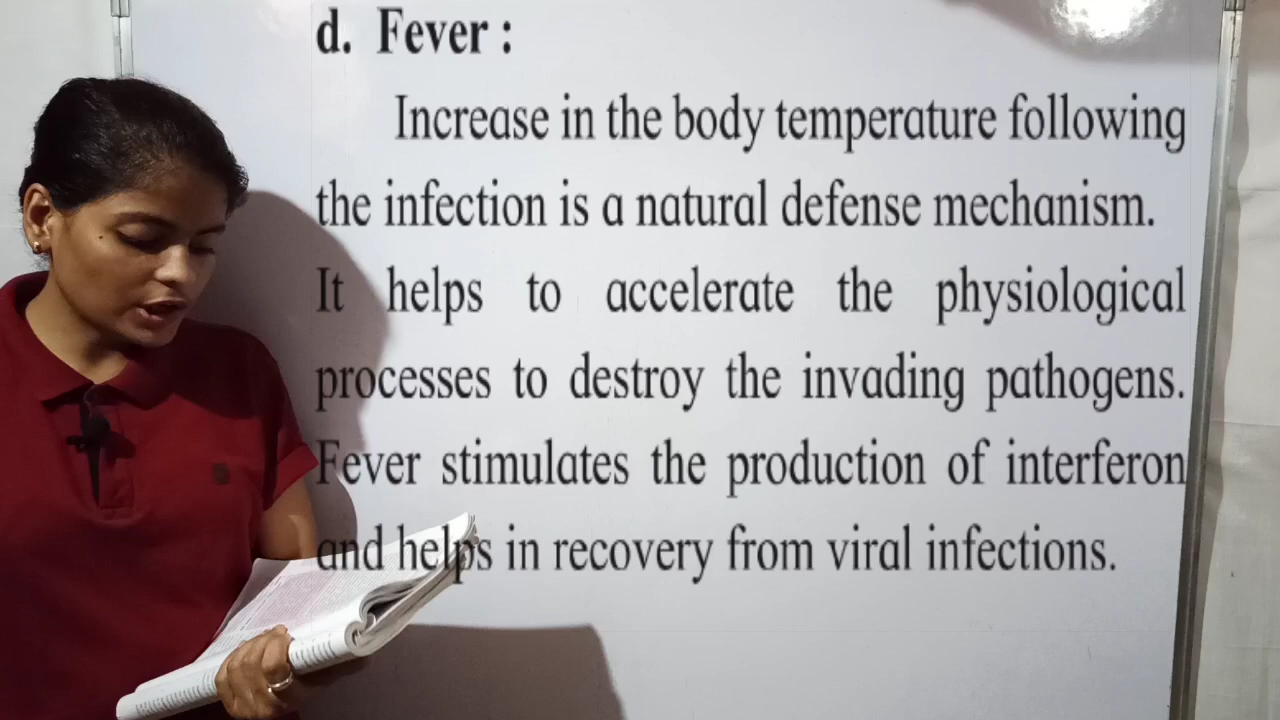 d. Fever :
Increase in the body temperature following
the infection is a natural defense mechanism.
It helps to accelerate the physiological
processes to destroy the invading pathogens.
Fever stimulates the production of interferon
and helps in recovery from viral infections.